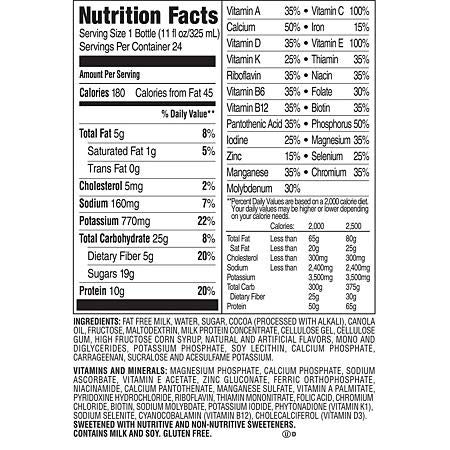 Nutrition Facts
Serving Size 1 Bottle (11 fl oz/325 mL)
Servings Per Container 24
Amount Per Serving
Calories 180 Calories from Fat 45
% Daily Value**
Total Fat 5g 8%
Saturated Fat 1g 5%
Trans Fat 0g
Cholesterol 5mg 2%
Sodium 160mg 7%
Potassium 770mg 22%
Total Carbohydrate 25g 8%
Dietary Fiber 5g 20%
Sugars 19g
Protein 10g 20%
Vitamin A 35% • Vitamin C 100%
Calcium 50% • Iron 15%
Vitamin D 35% • Vitamin E 100%
Vitamin K 25% • Thiamin 35%
Riboflavin 35% • Niacin 35%
Vitamin B6 35% • Folate 30%
Vitamin B12 35% • Biotin 35%
Pantothenic Acid 35% • Phosphorus 50%
Iodine 25% • Magnesium 35%
Zinc 15% • Selenium 25%
Manganese 35% • Chromium 35%
Molybdenum 30%
**Percent Daily Values are based on a 2,000 calorie diet.
Your daily values may be higher or lower depending
on your calorie needs.
Calories: 2,000 2,500
Total Fat Less than 65g 80g
Sat Fat Less than 20g 25g
Cholesterol Less than 300mg 300mg
Sodium Less than 2,400mg 2,400mg
Potassium 3,500mg 3,500mg
Total Carb 300g 375g
Dietary Fiber 25g 30g
Protein 50g 65g
INGREDIENTS: FAT FREE MILK, WATER, SUGAR, COCOA (PROCESSED WITH ALKALI), CANOLA
OIL, FRUCTOSE, MALTODEXTRIN, MILK PROTEIN CONCENTRATE, CELLULOSE GEL, CELLULOSE
GUM, HIGH FRUCTOSE CORN SYRUP, NATURAL AND ARTIFICIAL FLAVORS, MONO AND
DIGLYCERIDES, POTASSIUM PHOSPHATE, SOY LECITHIN, CALCIUM PHOSPHATE,
CARRAGEENAN, SUCRALOSE AND ACESULFAME POTASSIUM.
VITAMINS AND MINERALS: MAGNESIUM PHOSPHATE, CALCIUM PHOSPHATE, SODIUM
ASCORBATE, VITAMIN E ACETATE, ZINC GLUCONATE, FERRIC ORTHOPHOSPHATE,
NIACINAMIDE, CALCIUM PANTOTHENATE, MANGANESE SULFATE, VITAMIN A PALMITATE,
PYRIDOXINE HYDROCHLORIDE, RIBOFLAVIN, THIAMIN MONONITRATE, FOLIC ACID, CHROMIUM
CHLORIDE, BIOTIN, SODIUM MOLYBDATE, POTASSIUM IODIDE, PHYTONADIONE (VITAMIN K1),
SODIUM SELENITE, CYANOCOBALAMIN (VITAMIN B12), CHOLECALCIFEROL (VITAMIN D3).
SWEETENED WITH NUTRITIVE AND NON-NUTRITIVE SWEETENERS.
CONTAINS MILK AND SOY. GLUTEN FREE. Ⓤ D